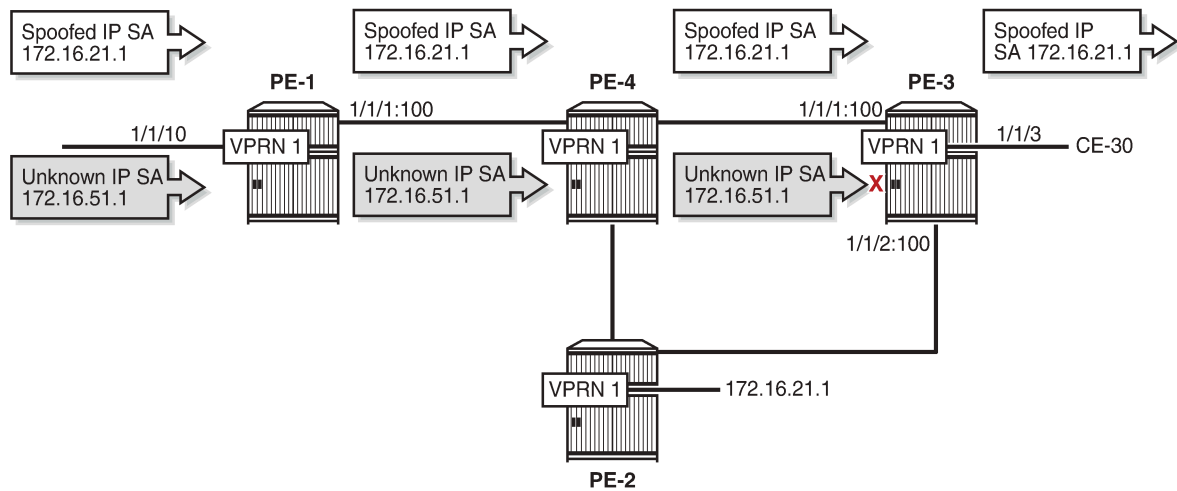 Spoofed IP SA
172.16.21.1
Spoofed IP SA
172.16.21.1
Spoofed IP SA
172.16.21.1
Spoofed IP
SA 172.16.21.1
PE-1
PE-4
PE-3
1/1/1:100
1/1/1:100
1/1/10
VPRN 1
VPRN 1
VPRN 1
1/1/3
CE-30
Unknown IP SA
172.16.51.1
Unknown IP SA
172.16.51.1
Unknown IP SA
172.16.51.1
X
1/1/2:100
VPRN 1
172.16.21.1
PE-2